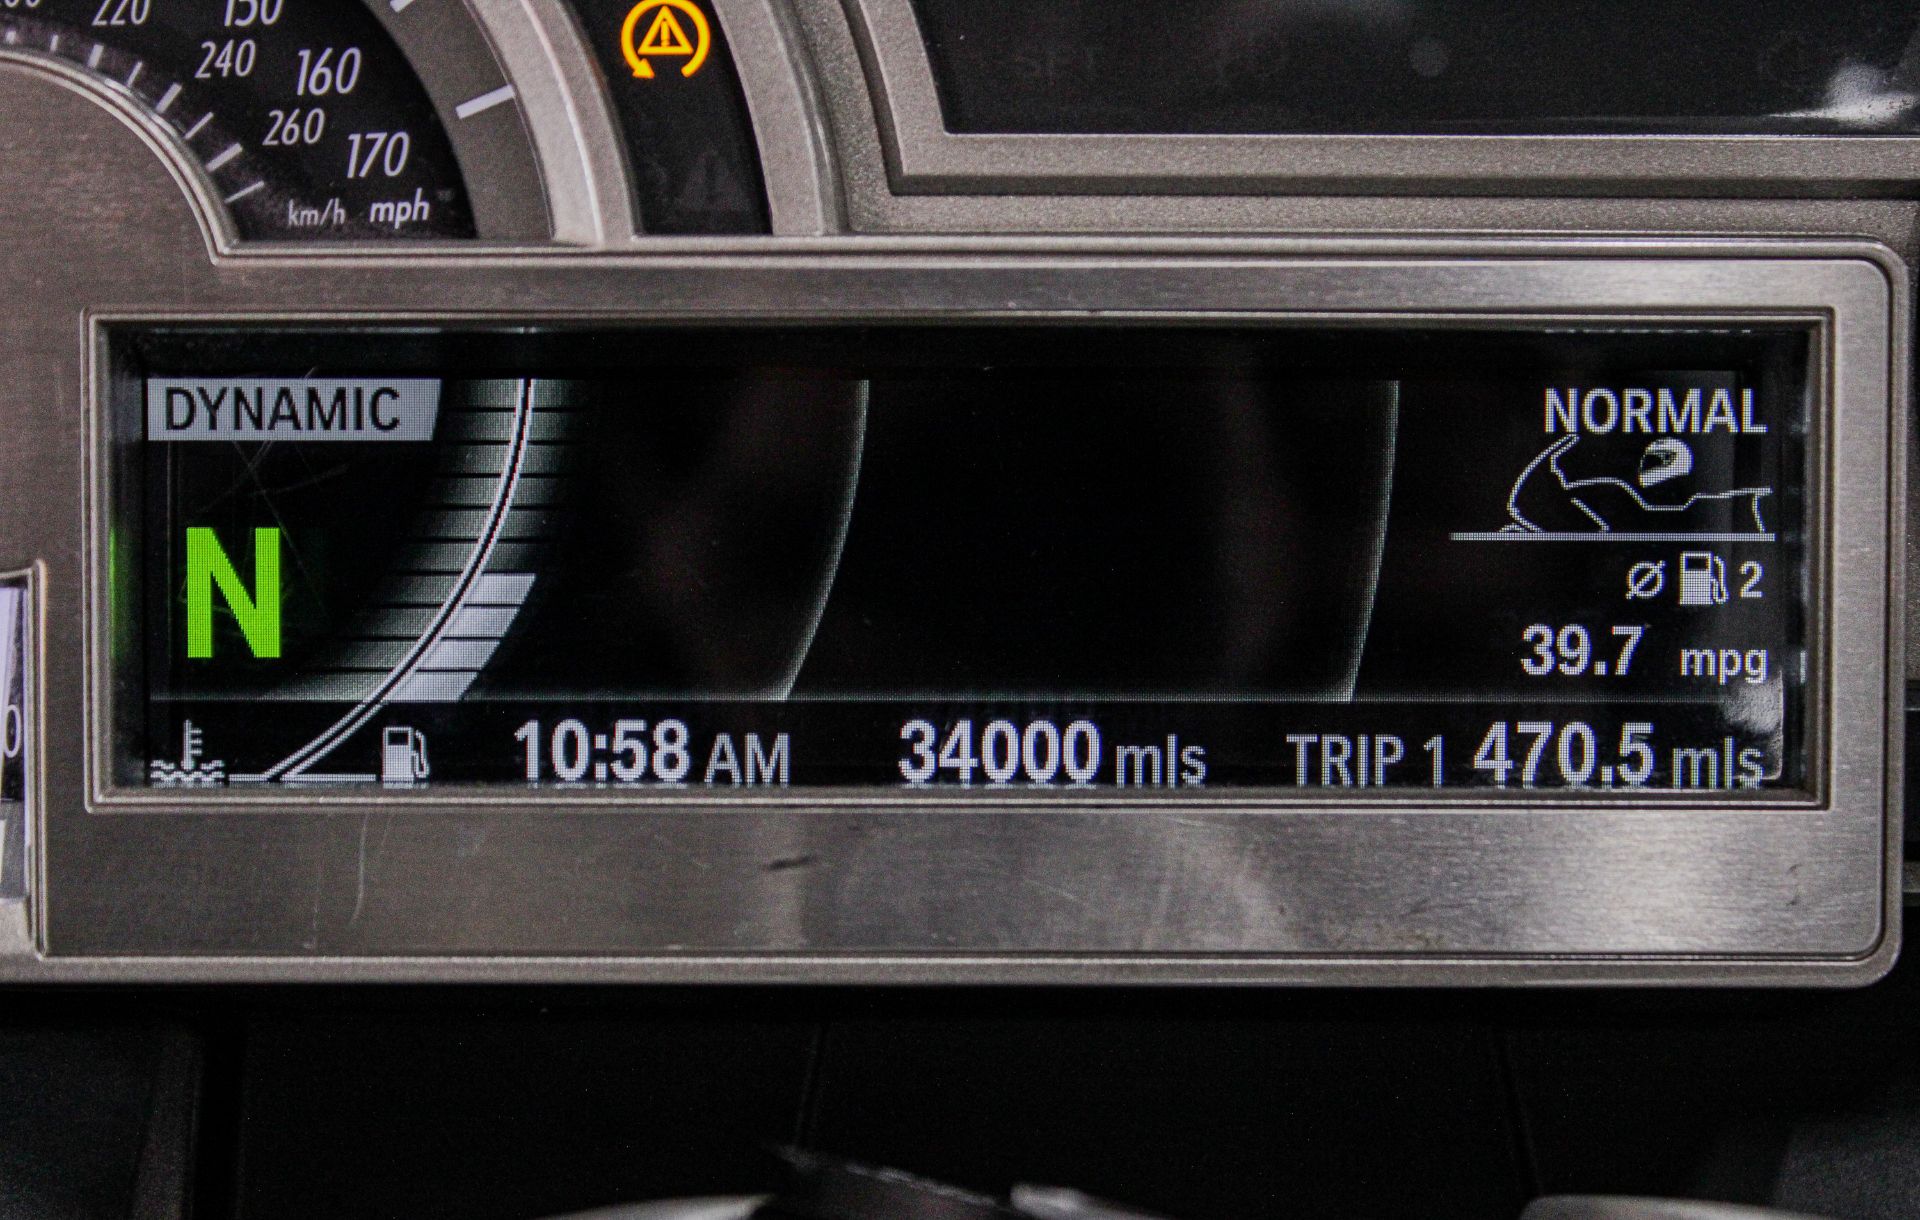 220 150
240 160
260 170
km/h mph
DYNAMIC
NORMAL
N
Ø 2
39.7 mpg
10:58 AM 34000 mls TRIP 1 470.5 mls